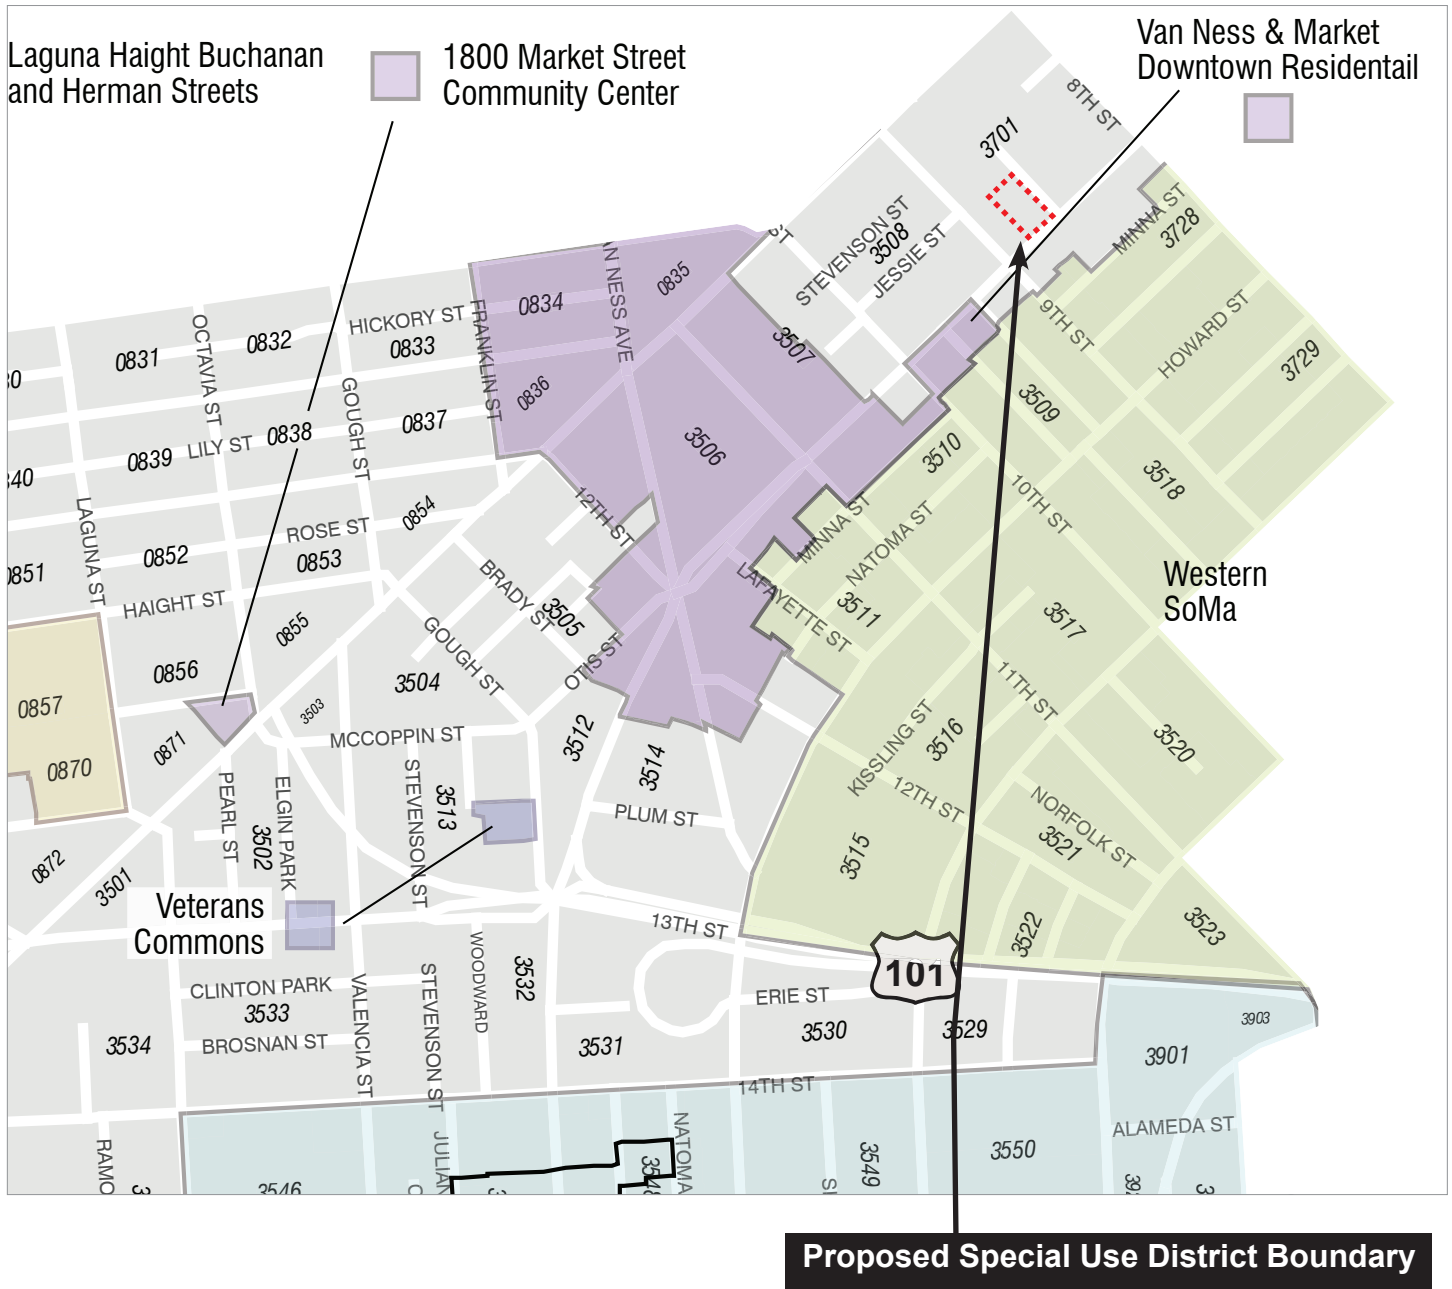 Laguna Haight Buchanan
and Herman Streets
1800 Market Street
Community Center
Van Ness & Market
Downtown Residentail
8TH ST
3701
MINNA ST
3728
STEVENSON ST
3508
JESSIE ST
ST
N NESS AVE
0835
0834
FRANKLIN ST
HICKORY ST
0833
0832
0831
OCTAVIA ST
GOUGH ST
0836
0837
0838
LILY ST
0839
3507
9TH ST
HOWARD ST
3729
3509
3506
3510
3518
10TH ST
12TH ST
MINNA ST
NATOMA ST
LAGUNA ST
ROSE ST
0854
0852
0853
0851
HAIGHT ST
0855
0856
BRADY ST
3505
LAFAYETTE ST
3511
Western
SoMa
3517
GOUGH ST
OTIS ST
11TH ST
0857
3504
3503
0871
MCCOPPIN ST
3512
3514
KISSLING ST
3516
3520
0870
PEARL ST
ELGIN PARK
3502
STEVENSON ST
3513
PLUM ST
12TH ST
NORFOLK ST
3521
3515
0872
3501
Veterans
Commons
13TH ST
3522
3523
WOODWARD
3532
101
CLINTON PARK
3533
BROSNAN ST
VALENCIA ST
STEVENSON ST
ERIE ST
3530
3529
3531
3534
3903
3901
14TH ST
ALAMEDA ST
RAMO
JULIAN
NATOMA
3549
3550
3546
Proposed Special Use District Boundary